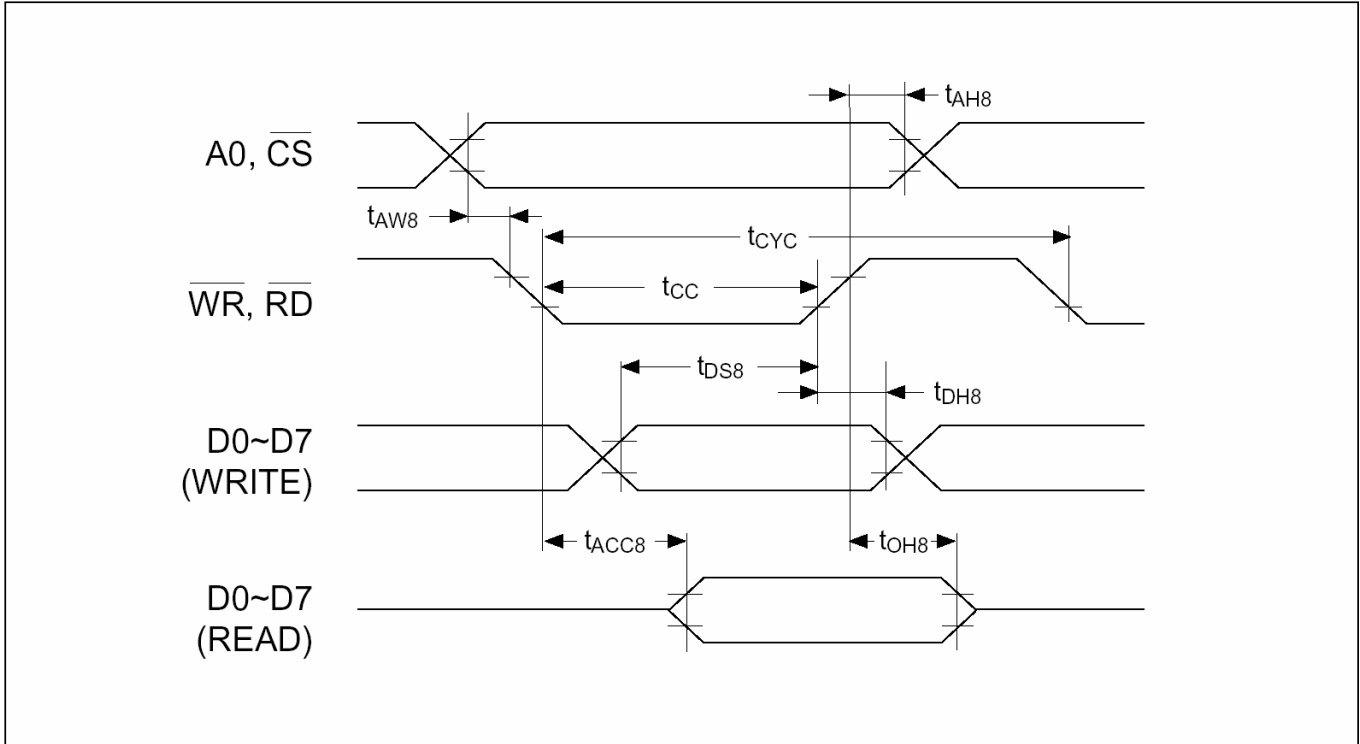 tAH8
A0, CS
tAW8
tCYC
WR, RD
tCC
tDS8
tDH8
D0~D7
(WRITE)
tACC8
tOH8
D0~D7
(READ)